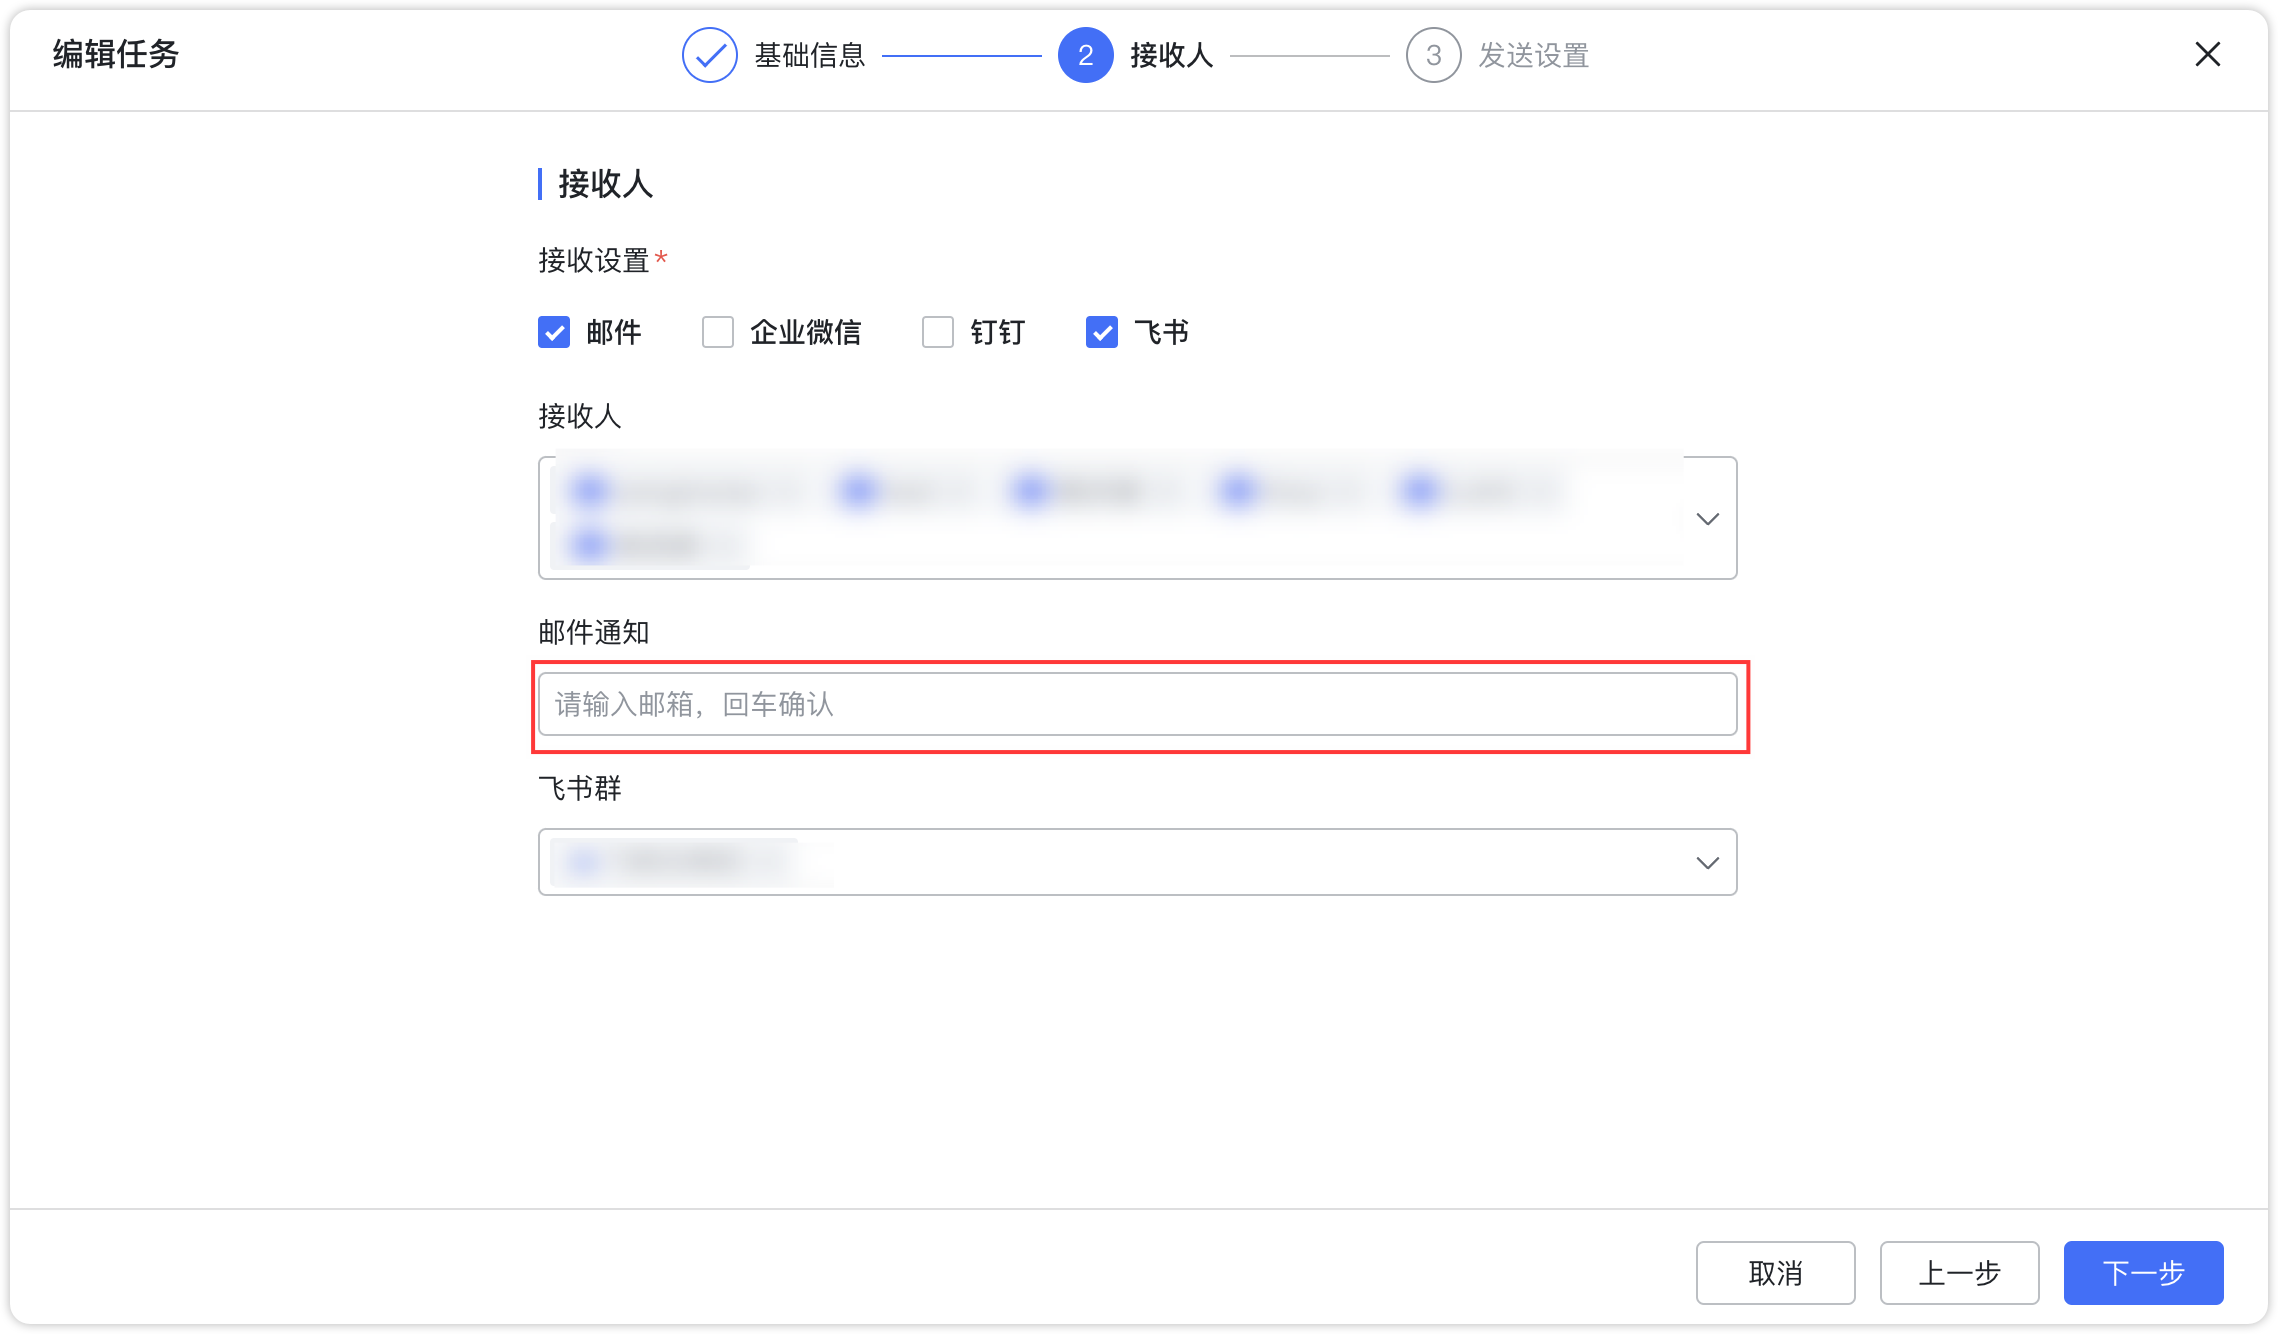 编辑任务
基础信息
2 接收人
3 发送设置
接收人
接收设置*
邮件 企业微信 钉钉 飞书
接收人
邮件通知
请输入邮箱，回车确认
飞书群
取消 上一步 下一步